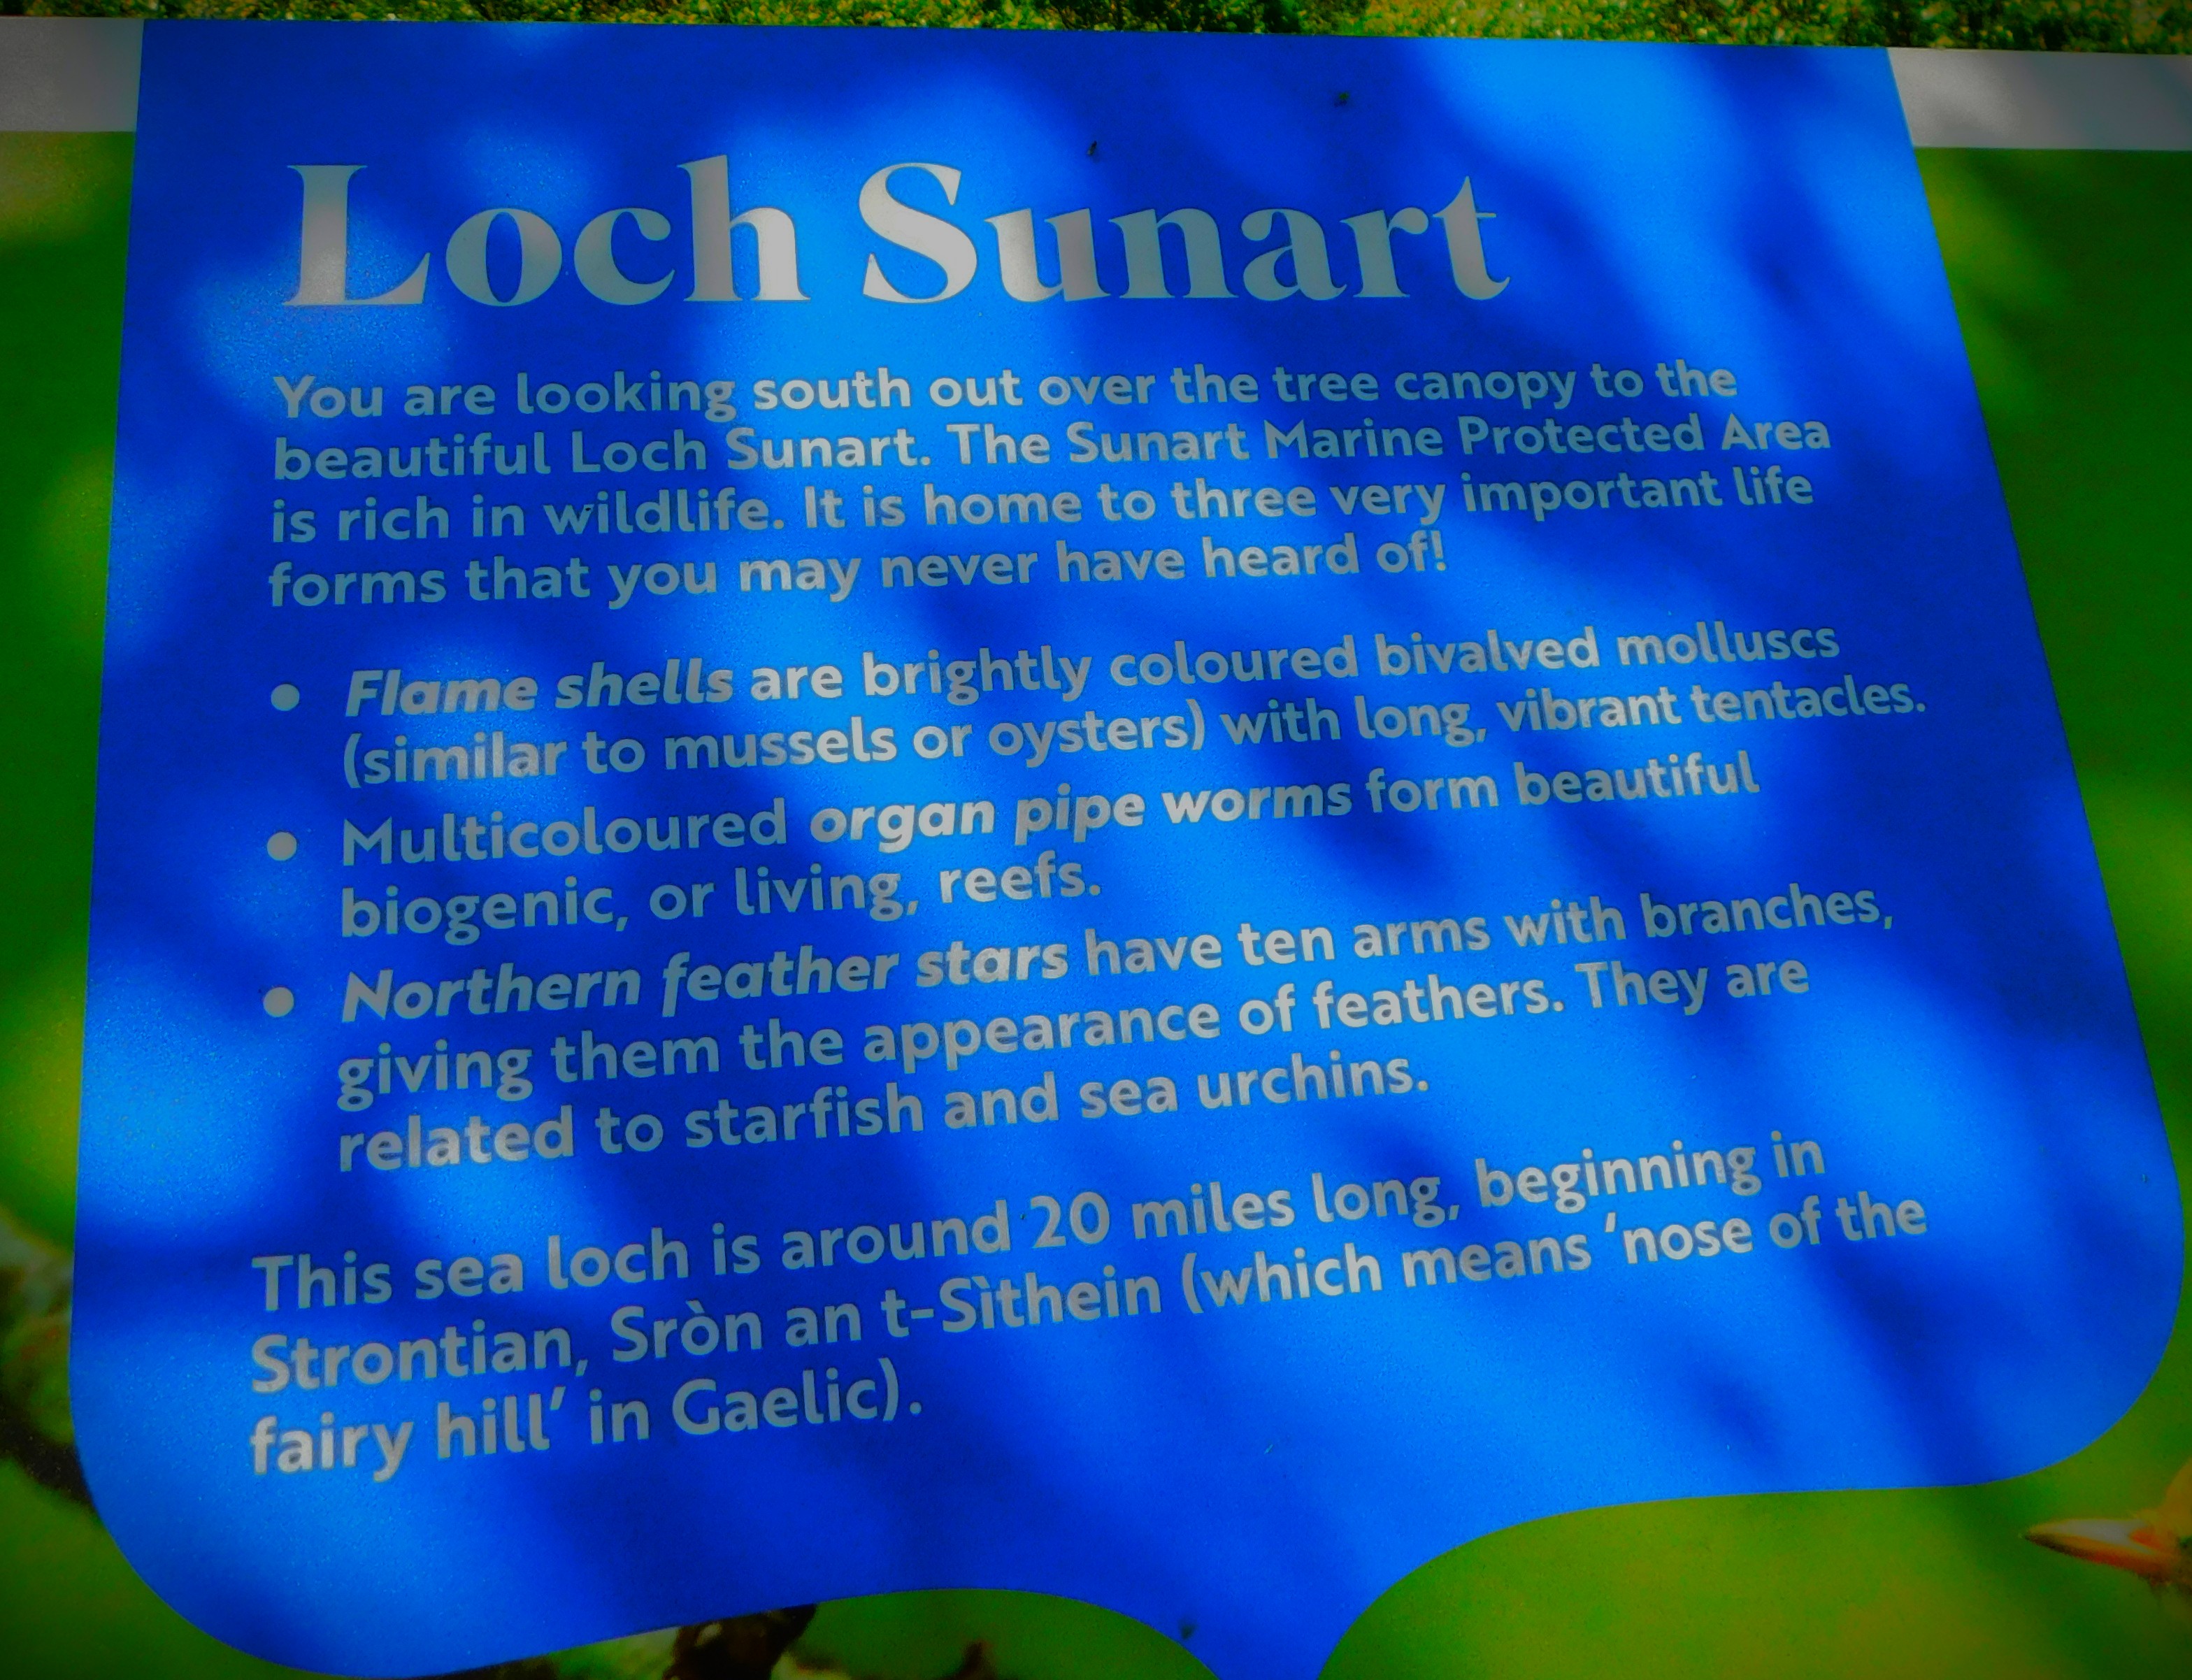 Loch Sunart
You are looking south out over the tree canopy to the
beautiful Loch Sunart. The Sunart Marine Protected Area
is rich in wildlife. It is home to three very important life
forms that you may never have heard of!
• Flame shells are brightly coloured bivalved molluscs
(similar to mussels or oysters) with long, vibrant tentacles.
• Multicoloured organ pipe worms form beautiful
biogenic, or living, reefs.
• Northern feather stars have ten arms with branches,
giving them the appearance of feathers. They are
related to starfish and sea urchins.
This sea loch is around 20 miles long, beginning in
Strontian, Sròn an t-Sìthein (which means ‘nose of the
fairy hill’ in Gaelic).